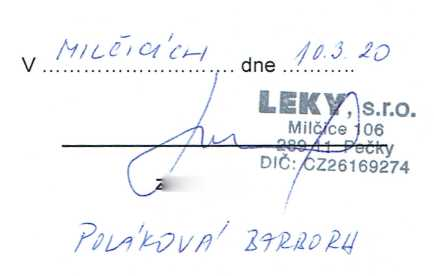 V MILČICÍCH dne 10.3.20
LEKY, s.r.o.
Milčice 106
289 11 Pečky
DIČ: CZ26169274
POLÁKOVÁ BARBORA